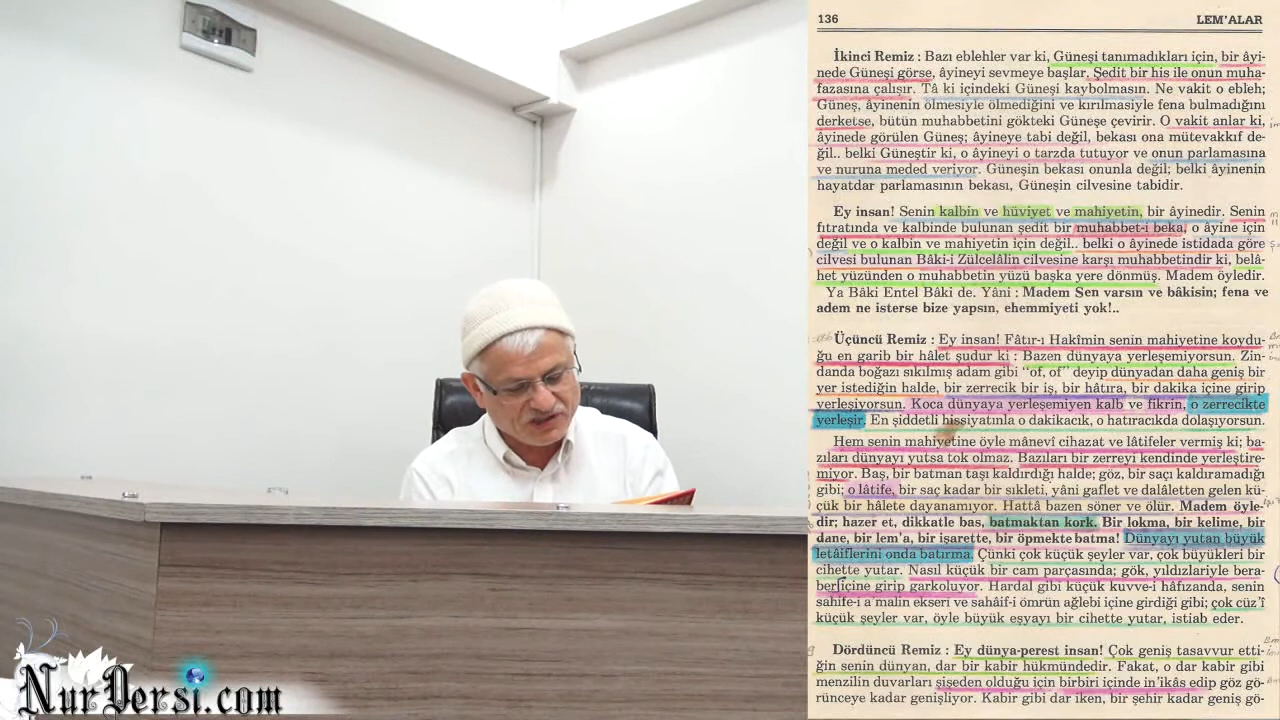 136
LEM'ALAR
İkinci Remiz : Bazı eblehler var ki, Güneşi tanımadıkları için, bir âyi-
nede Güneşi görse, âyineyi sevmeye başlar. Şedit bir his ile onun muha-
fazasına çalışır. Tâ ki içindeki Güneşi kaybolmasın. Ne vakit o ebleh;
Güneş, âyinenin ölmesiyle ölmediğini ve kırılmasiyle fena bulmadığını
derketse, bütün muhabbetini gökteki Güneşe çevirir. O vakit anlar ki,
âyinede görülen Güneş; âyineye tabi değil, bekası ona mütevakkıf de-
ğil.. belki Güneştir ki, o âyineyi o tarzda tutuyor ve onun parlamasına
ve nuruna meded veriyor. Güneşin bekası onunla değil; belki âyinenin
hayatdar parlamasının bekası, Güneşin cilvesine tabidir.
Ey insan! Senin kalbin ve hüviyet ve mahiyetin, bir âyinedir. Senin
fıtratında ve kalbinde bulunan şedit bir muhabbet-i beka, o âyine için
değil ve o kalbin ve mahiyetin için değil.. belki o âyinede istidada göre
cilvesi bulunan Bâki-i Zülcelâlin cilvesine karşı muhabbetindir ki, belâ-
het yüzünden o muhabbetin yüzü başka yere dönmüş. Madem öyledir.
Ya Bâki Entel Bâki de. Yâni : Madem Sen varsın ve bâkisin; fena ve
adem ne isterse bize yapsın, ehemmiyeti yok!..
Üçüncü Remiz : Ey insan! Fâtır-ı Hakîmin senin mahiyetine koydu-
ğu en garib bir hâlet şudur ki : Bazen dünyaya yerleşemiyorsun. Zin-
danda boğazı sıkılmış adam gibi "of, of" deyip dünyadan daha geniş bir
yer istediğin halde, bir zerrecik bir iş, bir hâtıra, bir dakika içine girip
yerleşiyorsun. Koca dünyaya yerleşemiyen kalb ve fikrin, o zerrecikte
yerleşir. En şiddetli hissiyatınla o dakikacık, o hatıracıkda dolaşıyorsun.
Hem senin mahiyetine öyle mânevî cihazat ve lâtifeler vermiş ki; ba-
zıları dünyayı yutsa tok olmaz. Bazıları bir zerreyi kendinde yerleştire-
miyor. Baş, bir batman taşı kaldırdığı halde; göz, bir saçı kaldıramadığı
gibi; o lâtife, bir saç kadar bir sıkleti, yâni gaflet ve dalâletten gelen kü-
çük bir hâlete dayanamıyor. Hattâ bazen söner ve ölür. Madem öyle-
dir; hazer et, dikkatle bas, batmaktan kork. Bir lokma, bir kelime, bir
dane, bir lem'a, bir işarette, bir öpmekte batma! Dünyayı yutan büyük
letâiflerini onda batırma. Çünki çok küçük şeyler var, çok büyükleri bir
cihette yutar. Nasıl küçük bir cam parçasında; gök, yıldızlariyle bera-
ber içine girip garkoluyor. Hardal gibi küçük kuvve-i hâfızanda, senin
sahife-i a'malin ekseri ve sahâif-i ömrün ağlebi içine girdiği gibi; çok cüz'î
küçük şeyler var, öyle büyük eşyayı bir cihette yutar, istiab eder.
Dördüncü Remiz : Ey dünya-perest insan! Çok geniş tasavvur etti-
ğin senin dünyan, dar bir kabir hükmündedir. Fakat, o dar kabir gibi
menzilin duvarları şişeden olduğu için birbiri içinde in'ikâs edip göz gö-
rünceye kadar genişliyor. Kabir gibi dar iken, bir şehir kadar geniş gö-
NurDersi.com